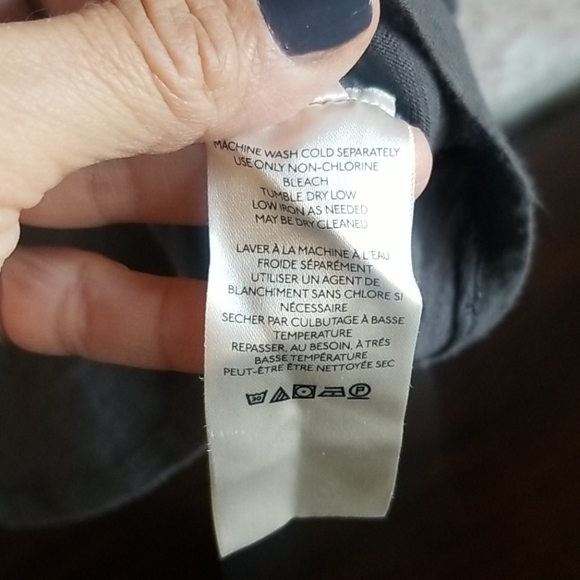 MACHINE WASH COLD SEPARATELY
USE ONLY NON-CHLORINE
BLEACH
TUMBLE DRY LOW
LOW IRON AS NEEDED
MAY BE DRY CLEANED
LAVER À LA MACHINE À L'EAU
FROIDE SÉPARÉMENT
UTILISER UN AGENT DE
BLANCHIMENT SANS CHLORE SI
NÉCESSAIRE
SECHER PAR CULBUTAGE À BASSE
TEMPERATURE
REPASSER, AU BESOIN, À TRÉS
BASSE TEMPÉRATURE
PEUT-ÊTRE ÊTRE NETTOYÉE SEC
30 P